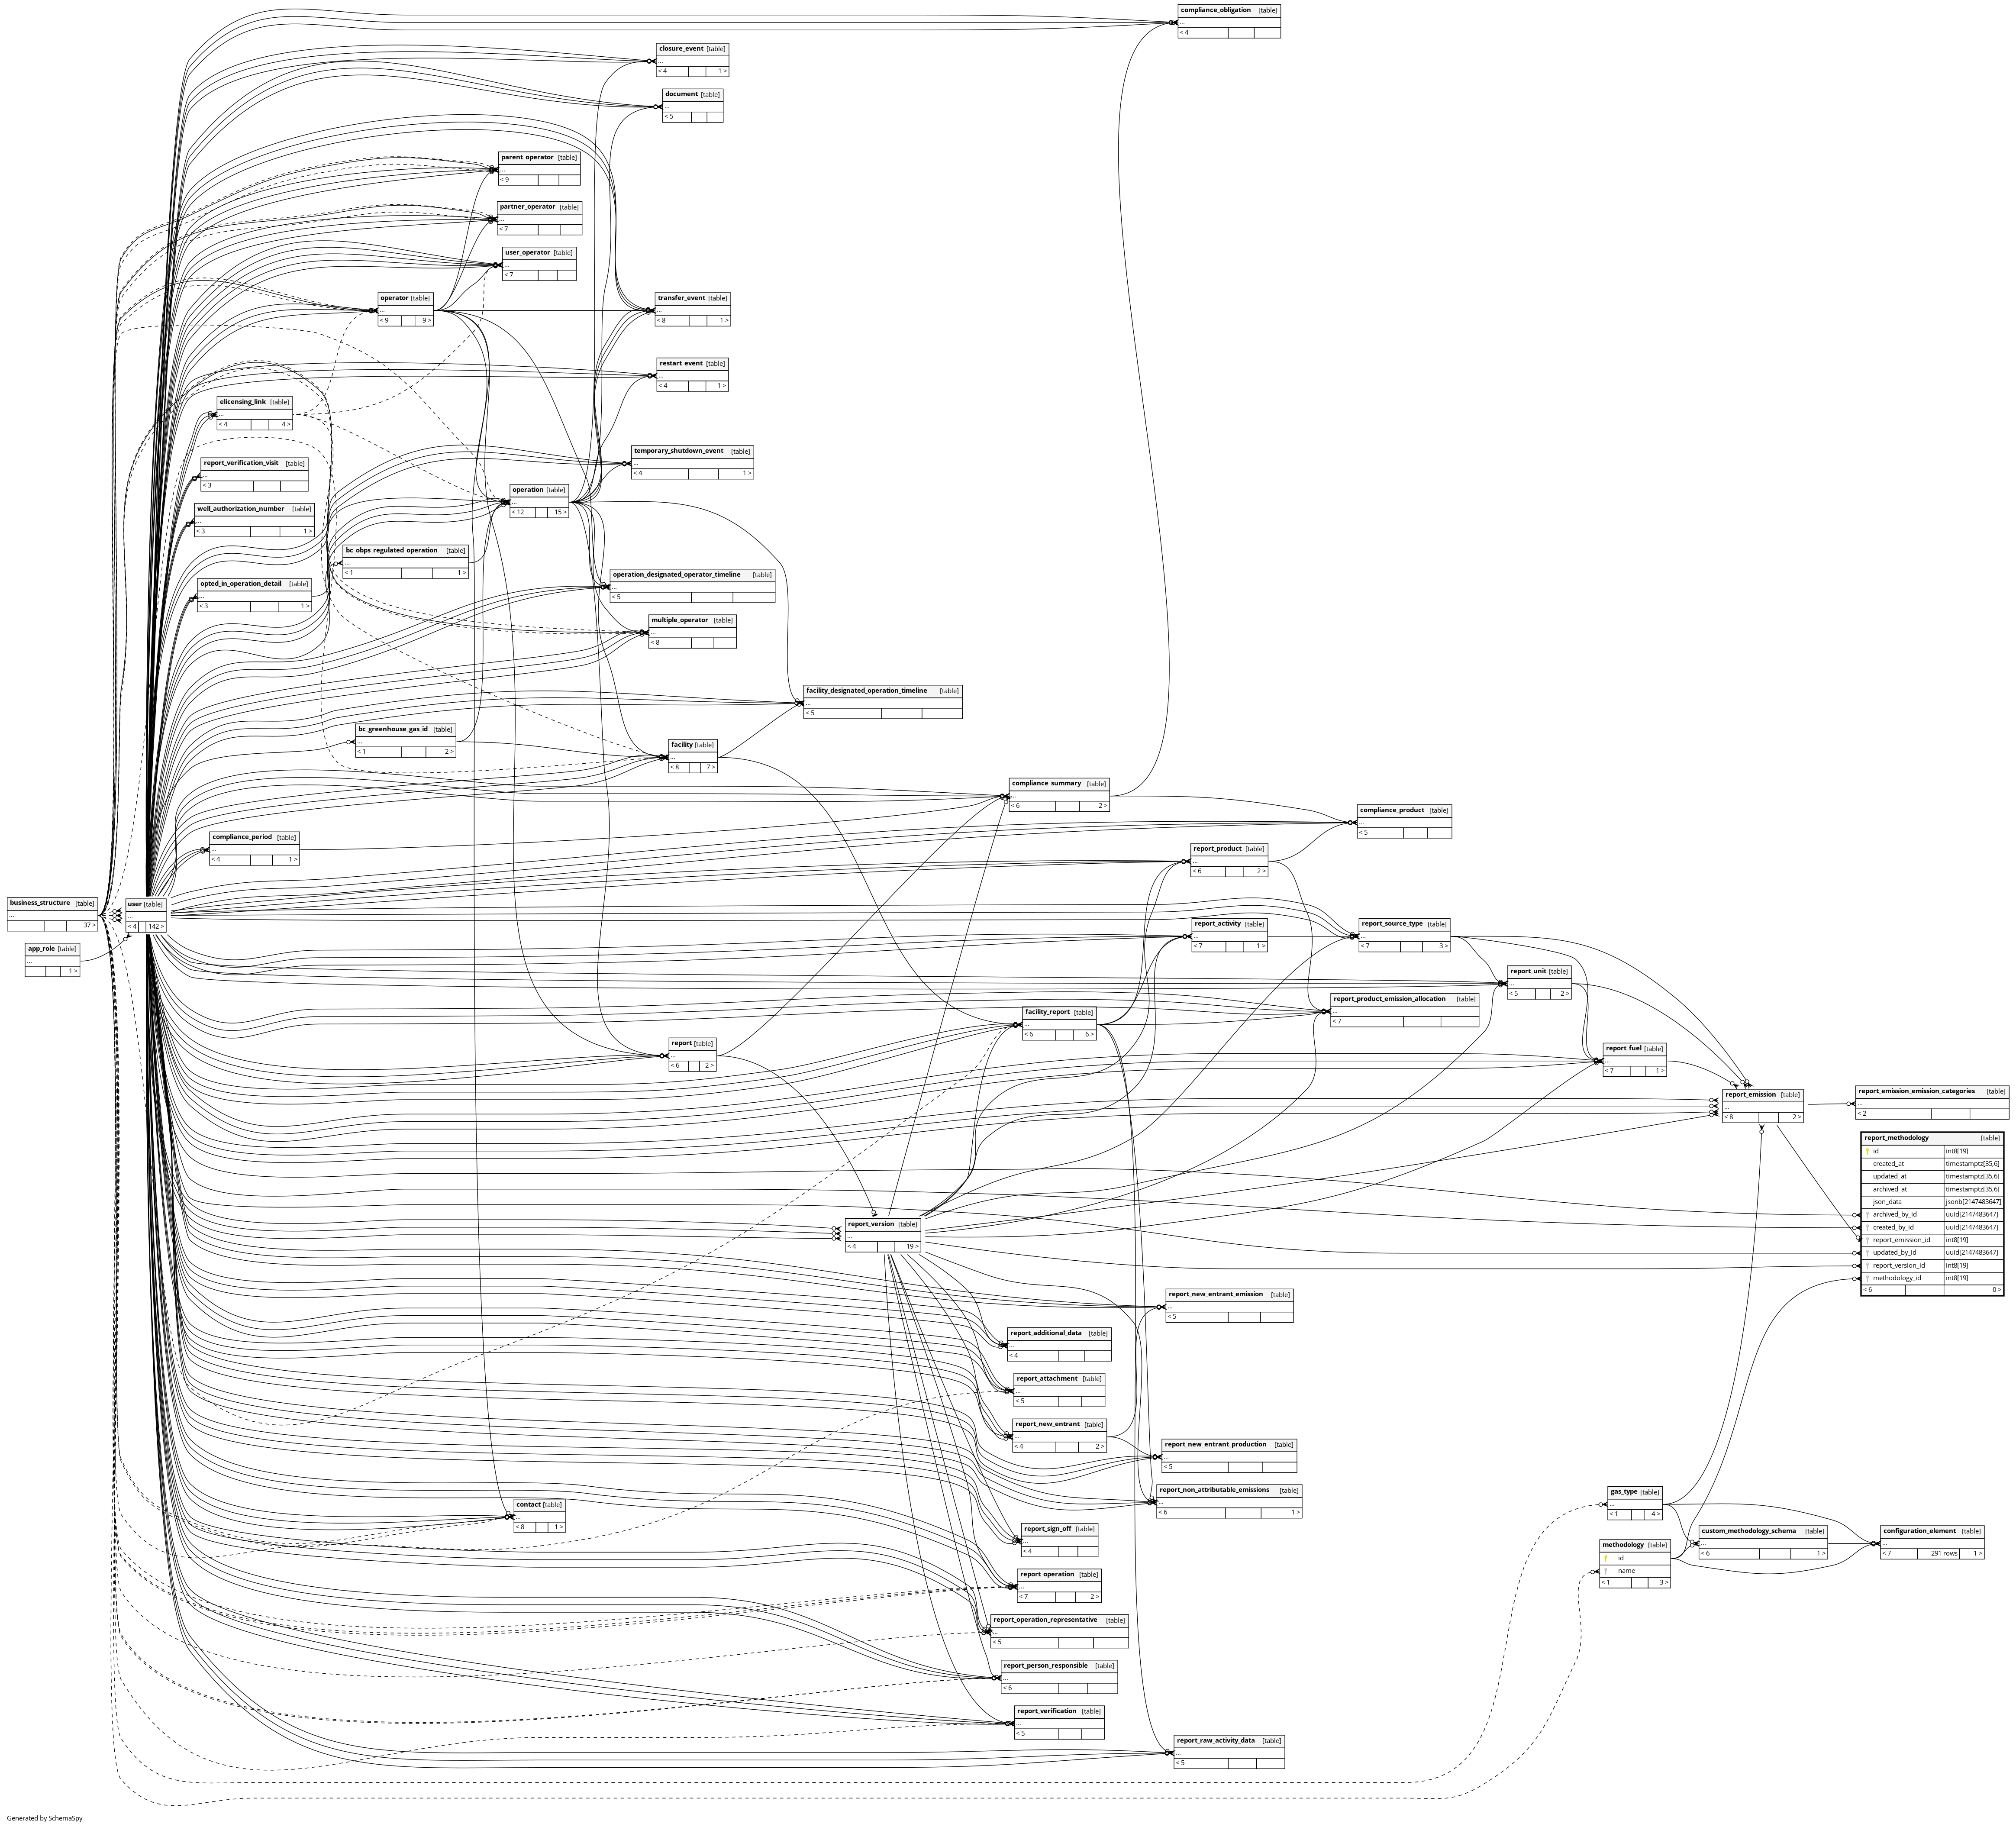 compliance_obligation [table]
...
< 4
closure_event [table]
...
< 4 1 >
document [table]
...
< 5
parent_operator [table]
...
< 9
partner_operator [table]
...
< 7
user_operator [table]
...
< 7
operator [table]
...
< 9 9 >
transfer_event [table]
...
< 8 1 >
restart_event [table]
...
< 4 1 >
elicensing_link [table]
...
< 4 4 >
temporary_shutdown_event [table]
...
< 4 1 >
report_verification_visit [table]
...
< 3
operation [table]
...
< 12 15 >
well_authorization_number [table]
...
< 3 1 >
bc_obps_regulated_operation [table]
...
< 1 1 >
operation_designated_operator_timeline [table]
...
< 5
opted_in_operation_detail [table]
...
< 3 1 >
multiple_operator [table]
...
< 8
facility_designated_operation_timeline [table]
...
< 5
bc_greenhouse_gas_id [table]
...
< 1 2 >
facility [table]
...
< 8 7 >
compliance_summary [table]
...
< 6 2 >
compliance_product [table]
...
< 5
compliance_period [table]
...
< 4 1 >
report_product [table]
...
< 6 2 >
business_structure [table]
...
37 >
user [table]
...
< 4 142 >
app_role [table]
...
1 >
report_activity [table]
...
< 7 1 >
report_source_type [table]
...
< 7 3 >
report_unit [table]
...
< 5 2 >
report_product_emission_allocation [table]
...
< 7
facility_report [table]
...
< 6 6 >
report [table]
...
< 6 2 >
report_fuel [table]
...
< 7 1 >
report_emission [table]
...
< 8 2 >
report_emission_emission_categories [table]
...
< 2
report_methodology [table]
id int8[19]
created_at timestamptz[35,6]
updated_at timestamptz[35,6]
archived_at timestamptz[35,6]
json_data jsonb[2147483647]
archived_by_id uuid[2147483647]
created_by_id uuid[2147483647]
report_emission_id int8[19]
updated_by_id uuid[2147483647]
report_version_id int8[19]
methodology_id int8[19]
< 6 0 >
report_version [table]
...
< 4 19 >
report_new_entrant_emission [table]
...
< 5
report_additional_data [table]
...
< 4
report_attachment [table]
...
< 5
report_new_entrant [table]
...
< 4 2 >
report_new_entrant_production [table]
...
< 5
report_non_attributable_emissions [table]
...
< 6 1 >
contact [table]
...
< 8 1 >
gas_type [table]
...
< 1 4 >
report_sign_off [table]
...
< 4
custom_methodology_schema [table]
...
< 6 1 >
configuration_element [table]
...
< 7 291 rows 1 >
methodology [table]
id
name
< 1 3 >
report_operation [table]
...
< 7 2 >
report_operation_representative [table]
...
< 5
report_person_responsible [table]
...
< 6
report_verification [table]
...
< 5
report_raw_activity_data [table]
...
< 5
Generated by SchemaSpy